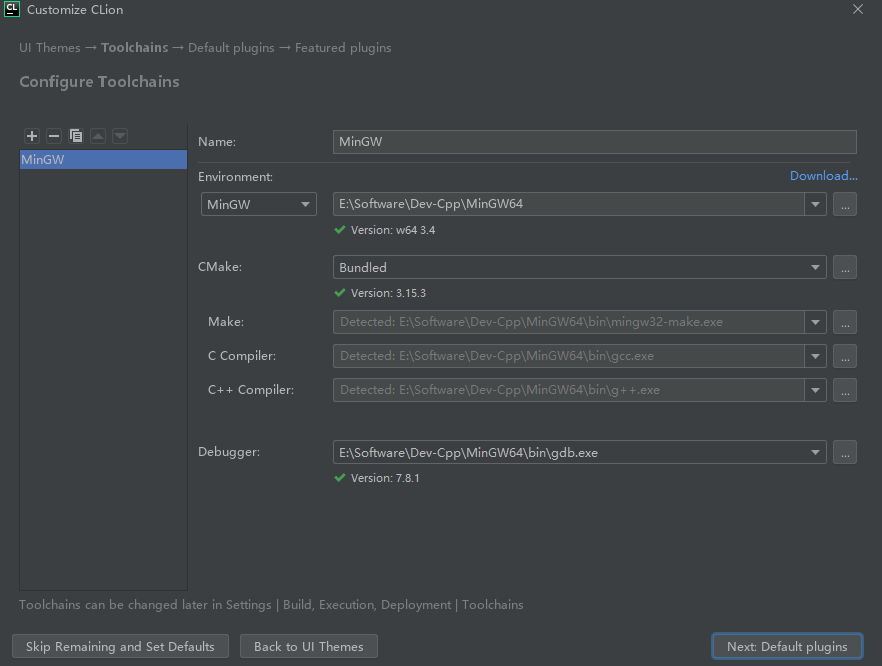 CL Customize CLion
UI Themes → Toolchains → Default plugins → Featured plugins
Configure Toolchains
MinGW
Name: MinGW
Environment: Download...
MinGW E:\Software\Dev-Cpp\MinGW64 ...
Version: w64 3.4
CMake: Bundled ...
Version: 3.15.3
Make: Detected: E:\Software\Dev-Cpp\MinGW64\bin\mingw32-make.exe ...
C Compiler: Detected: E:\Software\Dev-Cpp\MinGW64\bin\gcc.exe ...
C++ Compiler: Detected: E:\Software\Dev-Cpp\MinGW64\bin\g++.exe ...
Debugger: E:\Software\Dev-Cpp\MinGW64\bin\gdb.exe ...
Version: 7.8.1
Toolchains can be changed later in Settings | Build, Execution, Deployment | Toolchains
Skip Remaining and Set Defaults Back to UI Themes Next: Default plugins